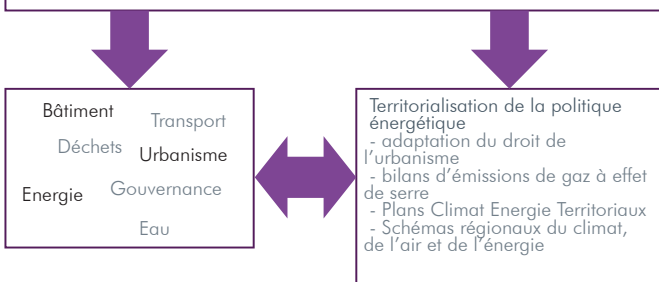 Bâtiment
Transport
Déchets
Urbanisme
Energie
Gouvernance
Eau
Territorialisation de la politique
énergétique
- adaptation du droit de
l’urbanisme
- bilans d’émissions de gaz à effet
de serre
- Plans Climat Energie Territoriaux
- Schémas régionaux du climat,
de l’air et de l’énergie